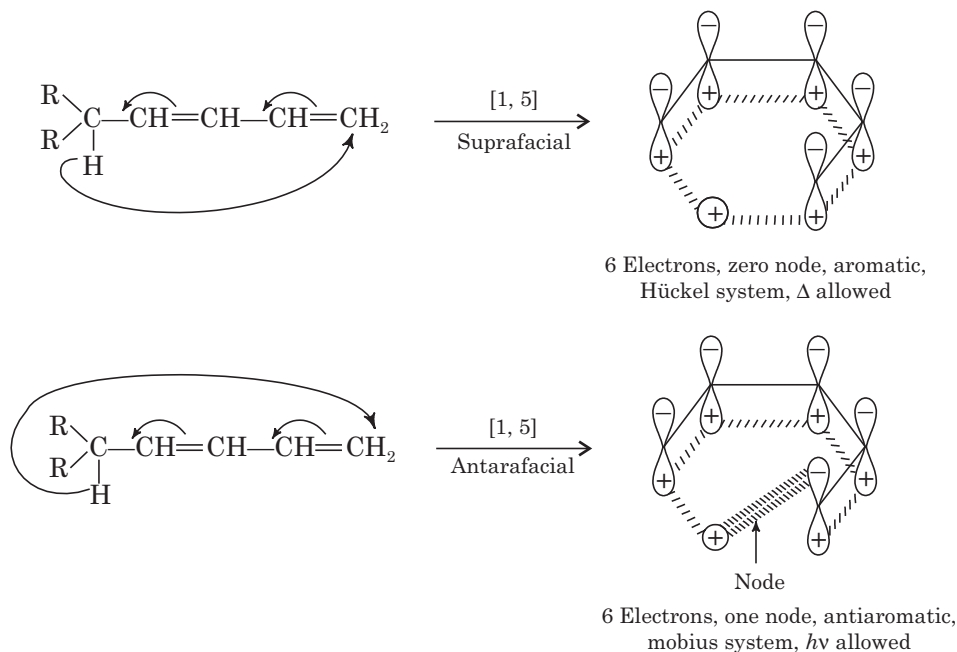 R
R
C—CH=CH—CH=CH₂
H
[1, 5]
Suprafacial
− − − − −
+ + + + + +
6 Electrons, zero node, aromatic,
Hückel system, Δ allowed
R
R
C—CH=CH—CH=CH₂
H
[1, 5]
Antarafacial
− − − − −
+ + + + + +
Node
6 Electrons, one node, antiaromatic,
mobius system, hν allowed